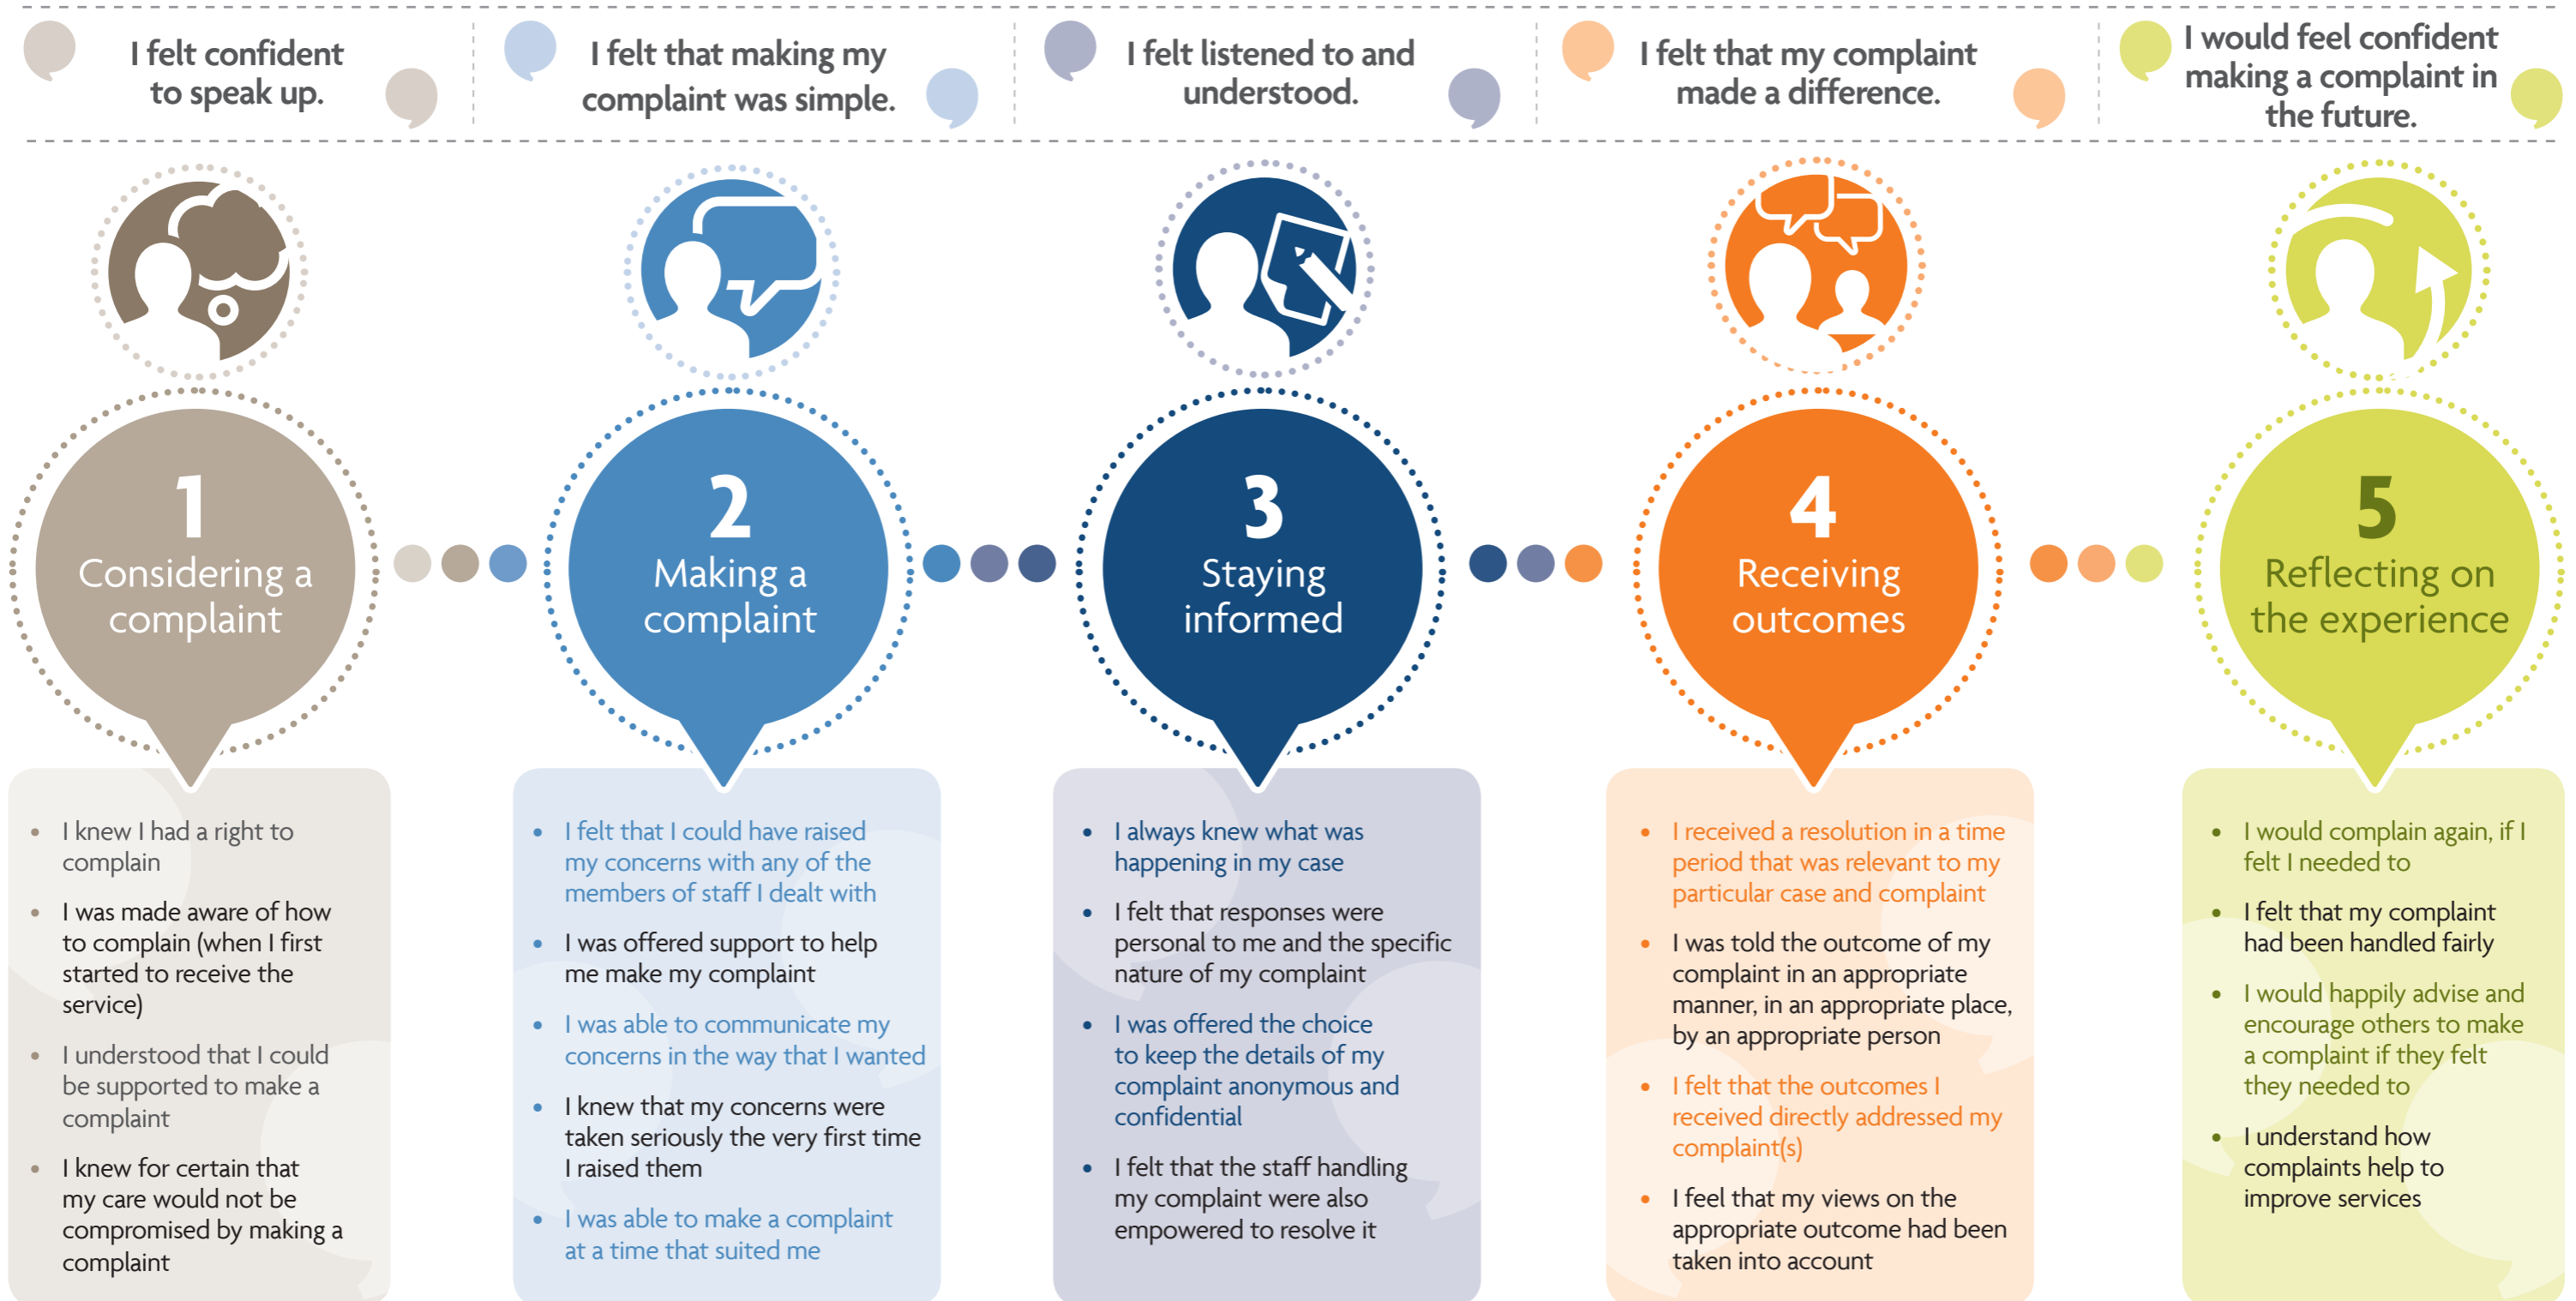 I felt confident
to speak up.
I felt that making my
complaint was simple.
I felt listened to and
understood.
I felt that my complaint
made a difference.
I would feel confident
making a complaint in
the future.
1
Considering a
complaint
2
Making a
complaint
3
Staying
informed
4
Receiving
outcomes
5
Reflecting on
the experience
• I knew I had a right to
complain
• I was made aware of how
to complain (when I first
started to receive the
service)
• I understood that I could
be supported to make a
complaint
• I knew for certain that
my care would not be
compromised by making a
complaint
• I felt that I could have raised
my concerns with any of the
members of staff I dealt with
• I was offered support to help
me make my complaint
• I was able to communicate my
concerns in the way that I wanted
• I knew that my concerns were
taken seriously the very first time
I raised them
• I was able to make a complaint
at a time that suited me
• I always knew what was
happening in my case
• I felt that responses were
personal to me and the specific
nature of my complaint
• I was offered the choice
to keep the details of my
complaint anonymous and
confidential
• I felt that the staff handling
my complaint were also
empowered to resolve it
• I received a resolution in a time
period that was relevant to my
particular case and complaint
• I was told the outcome of my
complaint in an appropriate
manner, in an appropriate place,
by an appropriate person
• I felt that the outcomes I
received directly addressed my
complaint(s)
• I feel that my views on the
appropriate outcome had been
taken into account
• I would complain again, if I
felt I needed to
• I felt that my complaint
had been handled fairly
• I would happily advise and
encourage others to make
a complaint if they felt
they needed to
• I understand how
complaints help to
improve services